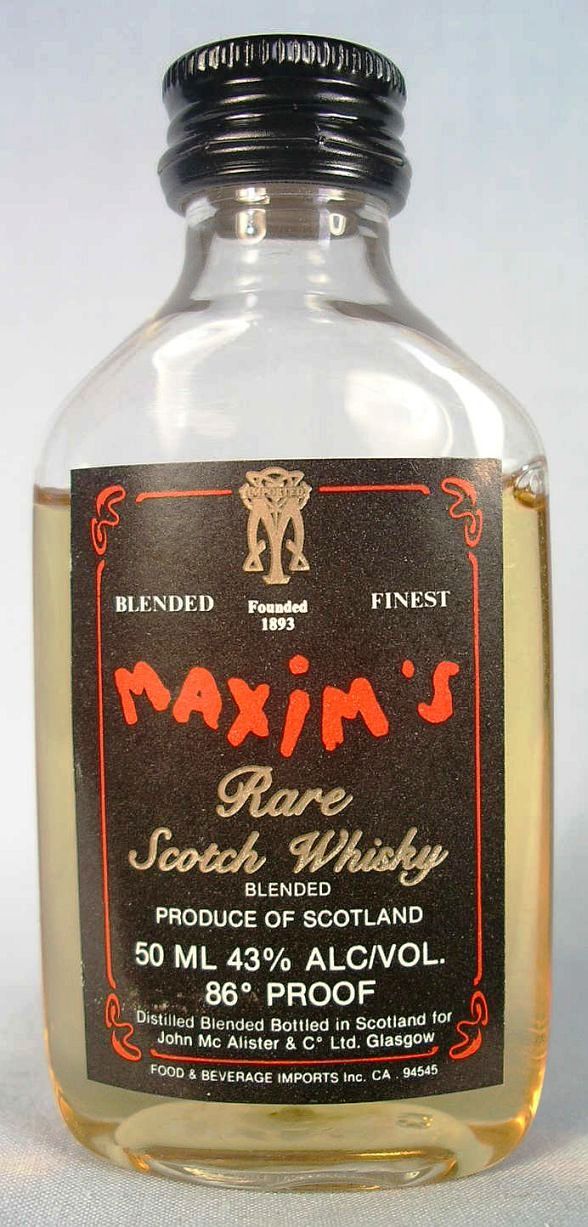 IMPORTED
BLENDED
Founded
1893
FINEST
MAXiM'S
Rare
Scotch Whisky
BLENDED
PRODUCE OF SCOTLAND
50 ML 43% ALC/VOL.
86° PROOF
Distilled Blended Bottled in Scotland for
John Mc Alister & C° Ltd. Glasgow
FOOD & BEVERAGE IMPORTS Inc. CA . 94545